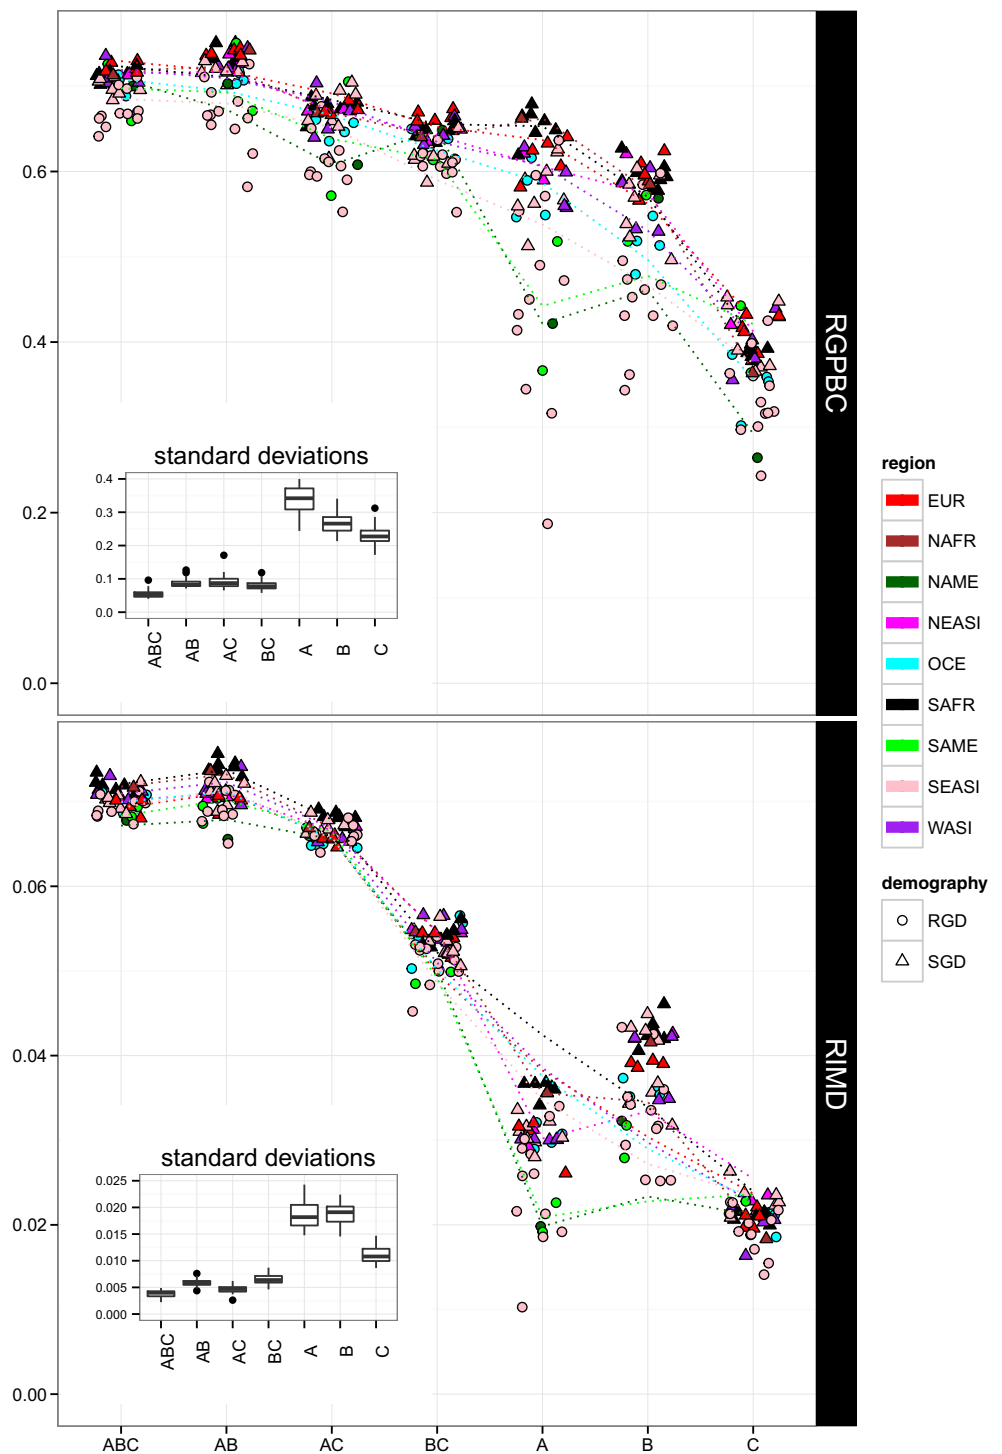 0.6
0.4
0.2
0.0
RGPBC
standard deviations
0.4
0.3
0.2
0.1
0.0
ABC AB AC BC A B C
0.06
0.04
0.02
0.00
RIMD
standard deviations
0.025
0.020
0.015
0.010
0.005
0.000
ABC AB AC BC A B C
ABC AB AC BC A B C
region
EUR
NAFR
NAME
NEASI
OCE
SAFR
SAME
SEASI
WASI
demography
RGD
SGD